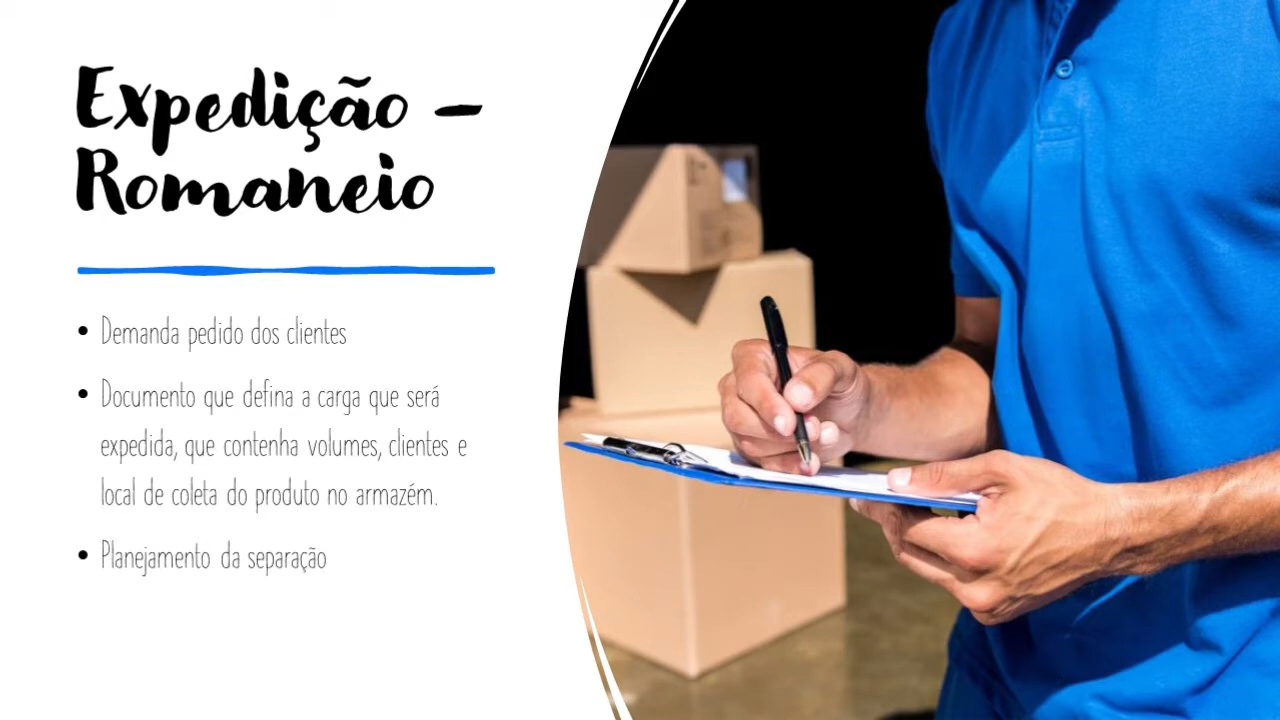 Expedição –
Romaneio
• Demanda pedido dos clientes
• Documento que defina a carga que será
expedida, que contenha volumes, clientes e
local de coleta do produto no armazém.
• Planejamento da separação